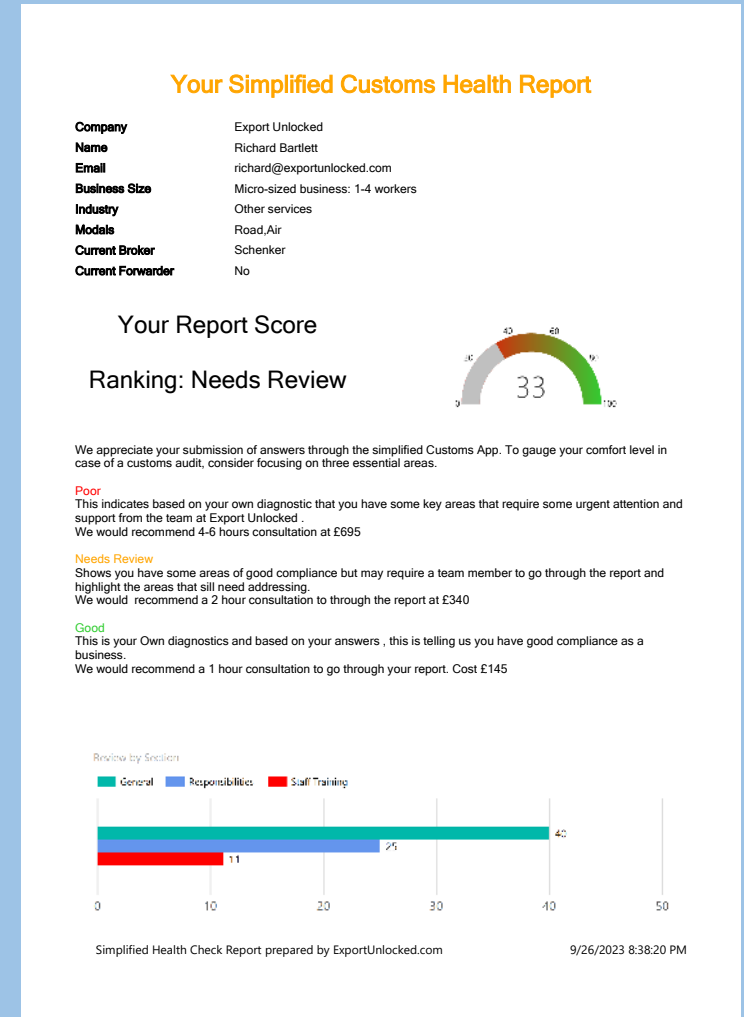 Your Simplified Customs Health Report
Company Export Unlocked
Name Richard Bartlett
Email richard@exportunlocked.com
Business Size Micro-sized business: 1-4 workers
Industry Other services
Modals Road,Air
Current Broker Schenker
Current Forwarder No
Your Report Score
Ranking: Needs Review
40 60
0 33 100
We appreciate your submission of answers through the simplified Customs App. To gauge your comfort level in
case of a customs audit, consider focusing on three essential areas.
Poor
This indicates based on your own diagnostic that you have some key areas that require some urgent attention and
support from the team at Export Unlocked .
We would recommend 4-6 hours consultation at £695
Needs Review
Shows you have some areas of good compliance but may require a team member to go through the report and
highlight the areas that sill need addressing.
We would  recommend a 2 hour consultation to through the report at £340
Good
This is your Own diagnostics and based on your answers , this is telling us you have good compliance as a
business.
We would recommend a 1 hour consultation to go through your report. Cost £145
Review by Section
General Responsibilities Staff Training
40
25
11
0 10 20 30 40 50
Simplified Health Check Report prepared by ExportUnlocked.com 9/26/2023 8:38:20 PM